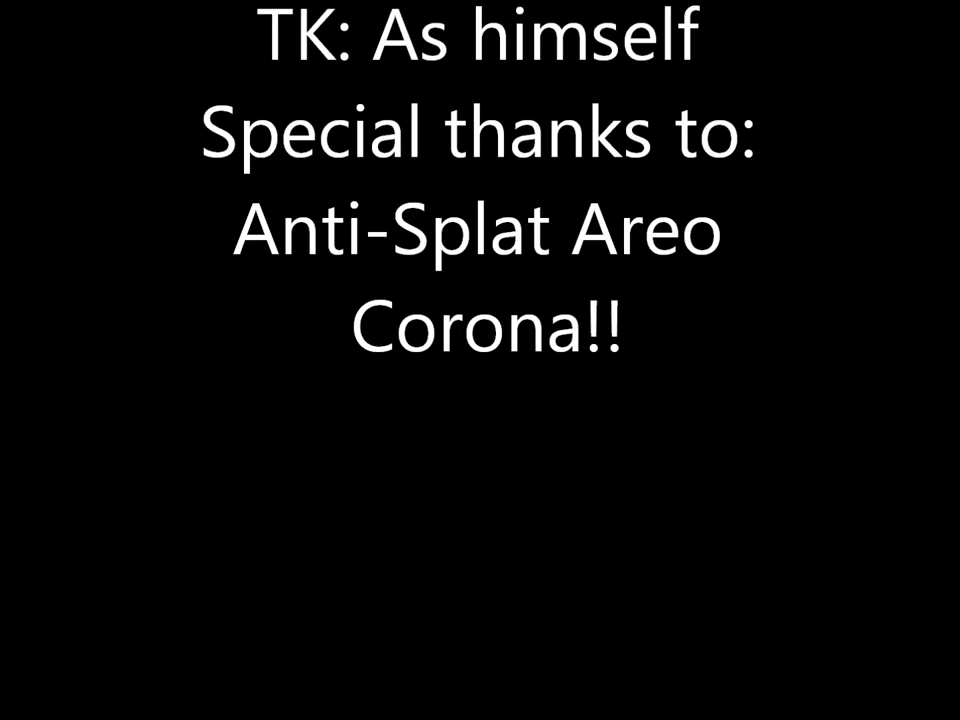 TK: As himself
Special thanks to:
Anti-Splat Areo
Corona!!